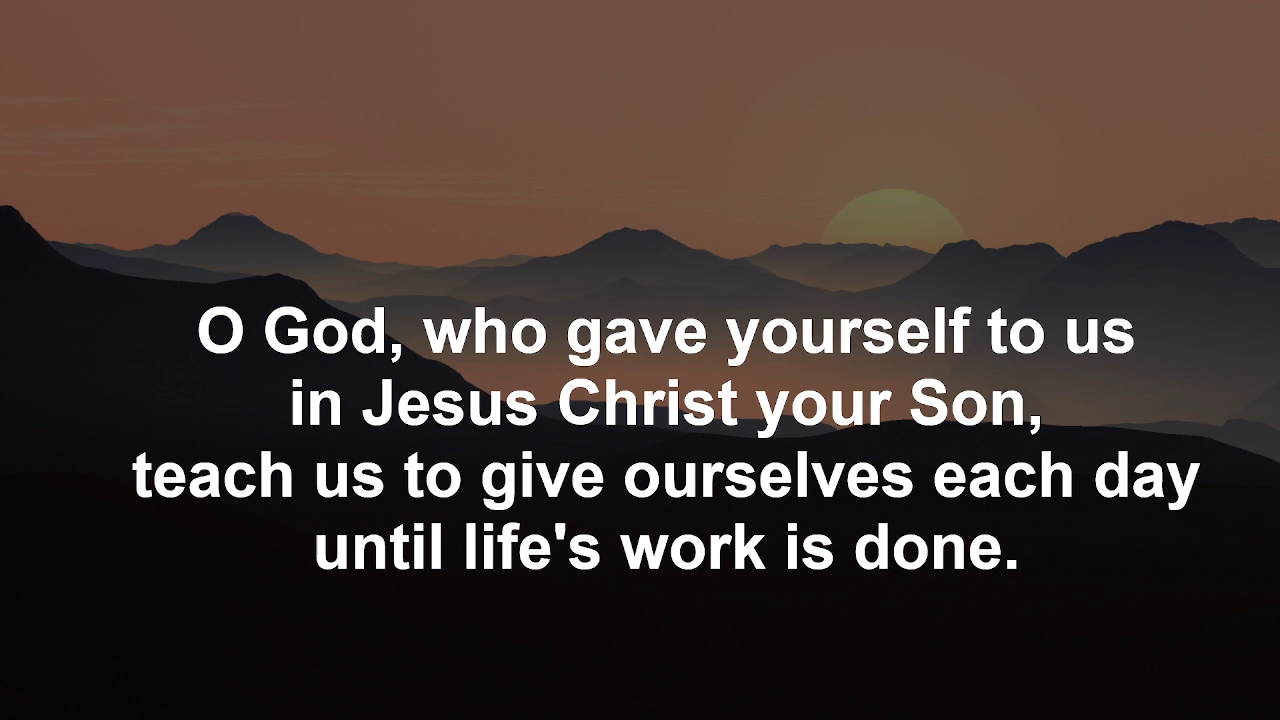 O God, who gave yourself to us
in Jesus Christ your Son,
teach us to give ourselves each day
until life's work is done.